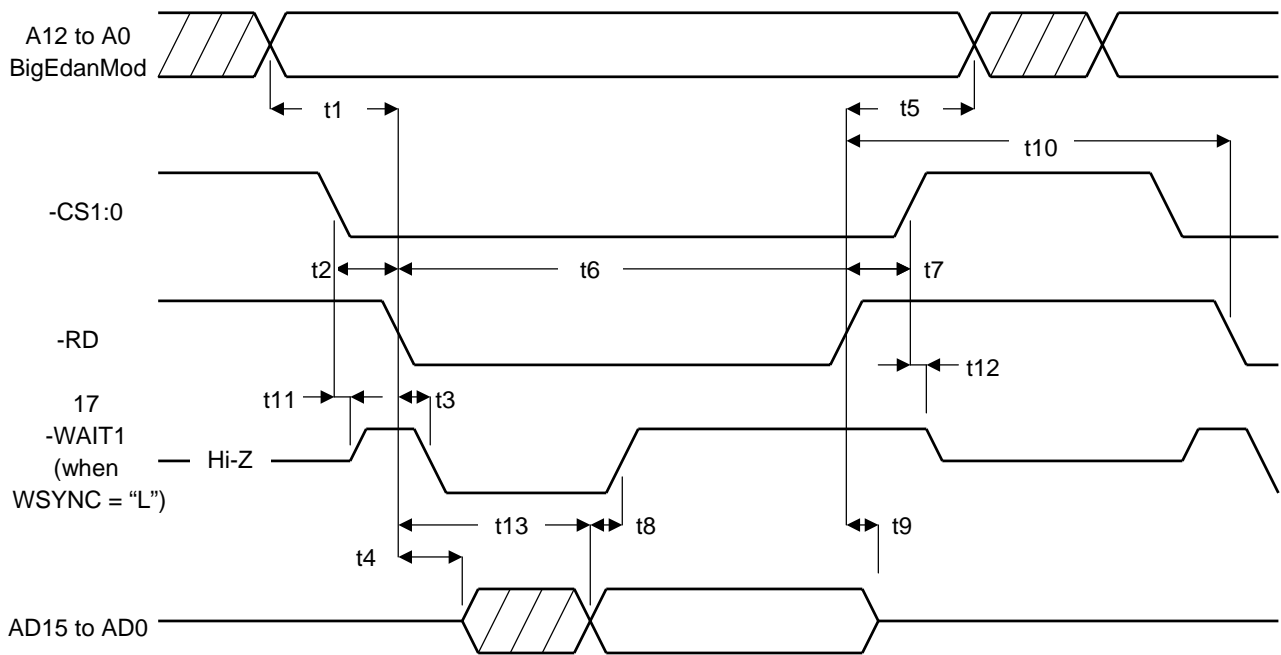 A12 to A0
BigEdanMod
t1
t5
t10
-CS1:0
t2
t6
t7
-RD
t12
t11
t3
17
-WAIT1
(when
WSYNC = “L”)
Hi-Z
t13
t8
t9
t4
AD15 to AD0